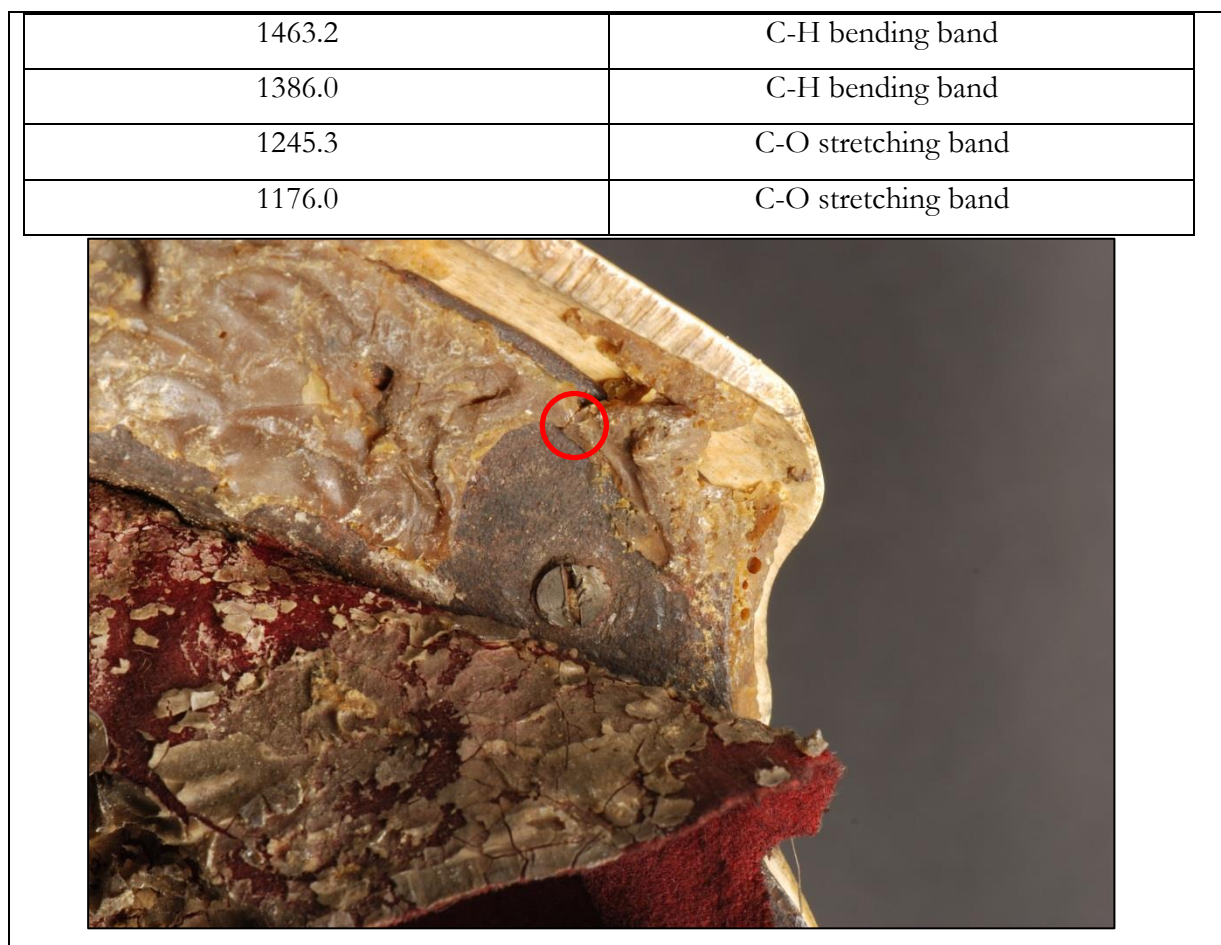 1463.2 C-H bending band
1386.0 C-H bending band
1245.3 C-O stretching band
1176.0 C-O stretching band